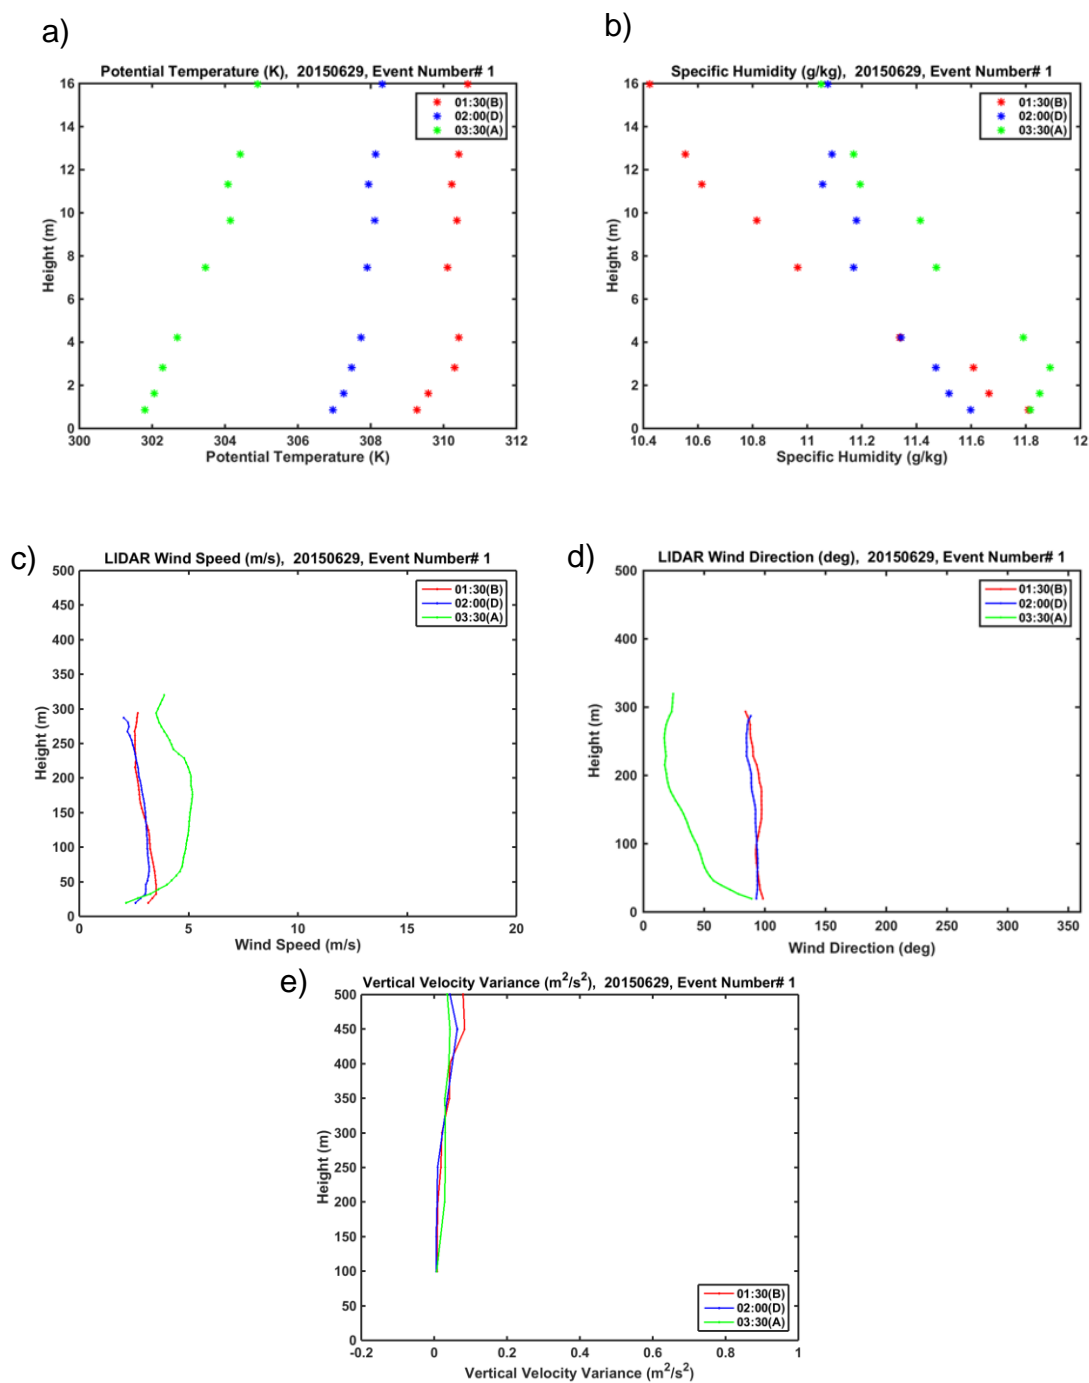 a)
Potential Temperature (K),  20150629, Event Number# 1
16
14
12
10
8
6
4
2
0
Height (m)
01:30(B)
02:00(D)
03:30(A)
300 302 304 306 308 310 312
Potential Temperature (K)
b)
Specific Humidity (g/kg),  20150629, Event Number# 1
16
14
12
10
8
6
4
2
0
Height (m)
01:30(B)
02:00(D)
03:30(A)
10.4 10.6 10.8 11 11.2 11.4 11.6 11.8 12
Specific Humidity (g/kg)
c)
LIDAR Wind Speed (m/s),  20150629, Event Number# 1
500
450
400
350
300
250
200
150
100
50
0
Height (m)
01:30(B)
02:00(D)
03:30(A)
0 5 10 15 20
Wind Speed (m/s)
d)
LIDAR Wind Direction (deg),  20150629, Event Number# 1
500
400
300
200
100
0
Height (m)
01:30(B)
02:00(D)
03:30(A)
0 50 100 150 200 250 300 350
Wind Direction (deg)
e)
Vertical Velocity Variance (m²/s²),  20150629, Event Number# 1
500
450
400
350
300
250
200
150
100
50
0
Height (m)
01:30(B)
02:00(D)
03:30(A)
-0.2 0 0.2 0.4 0.6 0.8 1
Vertical Velocity Variance (m²/s²)